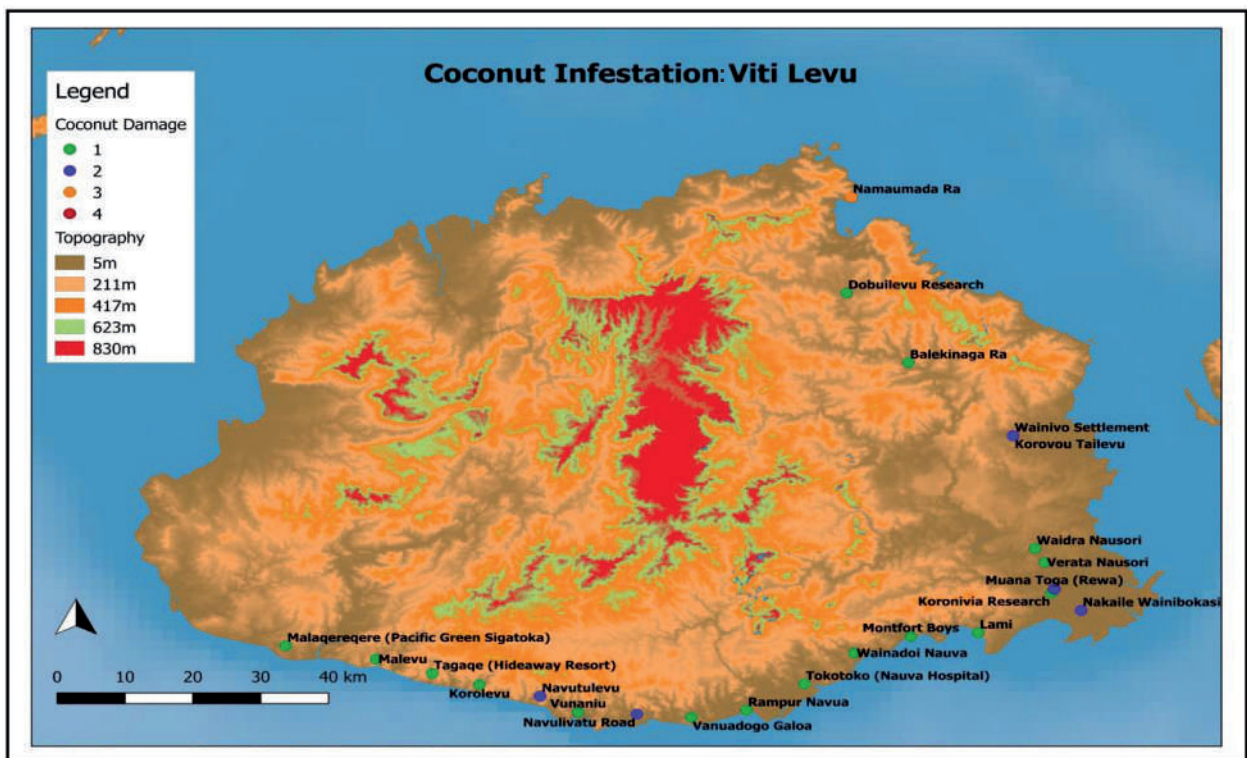 Coconut Infestation: Viti Levu
Legend
Coconut Damage
1
2
3
4
Topography
5m
211m
417m
623m
830m
Namaumada Ra
Dobuilevu Research
Balekinaga Ra
Wainivo Settlement
Korovou Tailevu
Waidra Nausori
Verata Nausori
Muana Toga (Rewa)
Koronivia Research
Nakaile Wainibokasi
Montfort Boys
Lami
Malaqereqere (Pacific Green Sigatoka)
Wainadoi Nauva
Malevu
Tagaqe (Hideaway Resort)
Tokotoko (Nauva Hospital)
Korolevu
Navutulevu
Vunaniu
Rampur Navua
Navulivatu Road
Vanuadogo Galoa
0 10 20 30 40 km